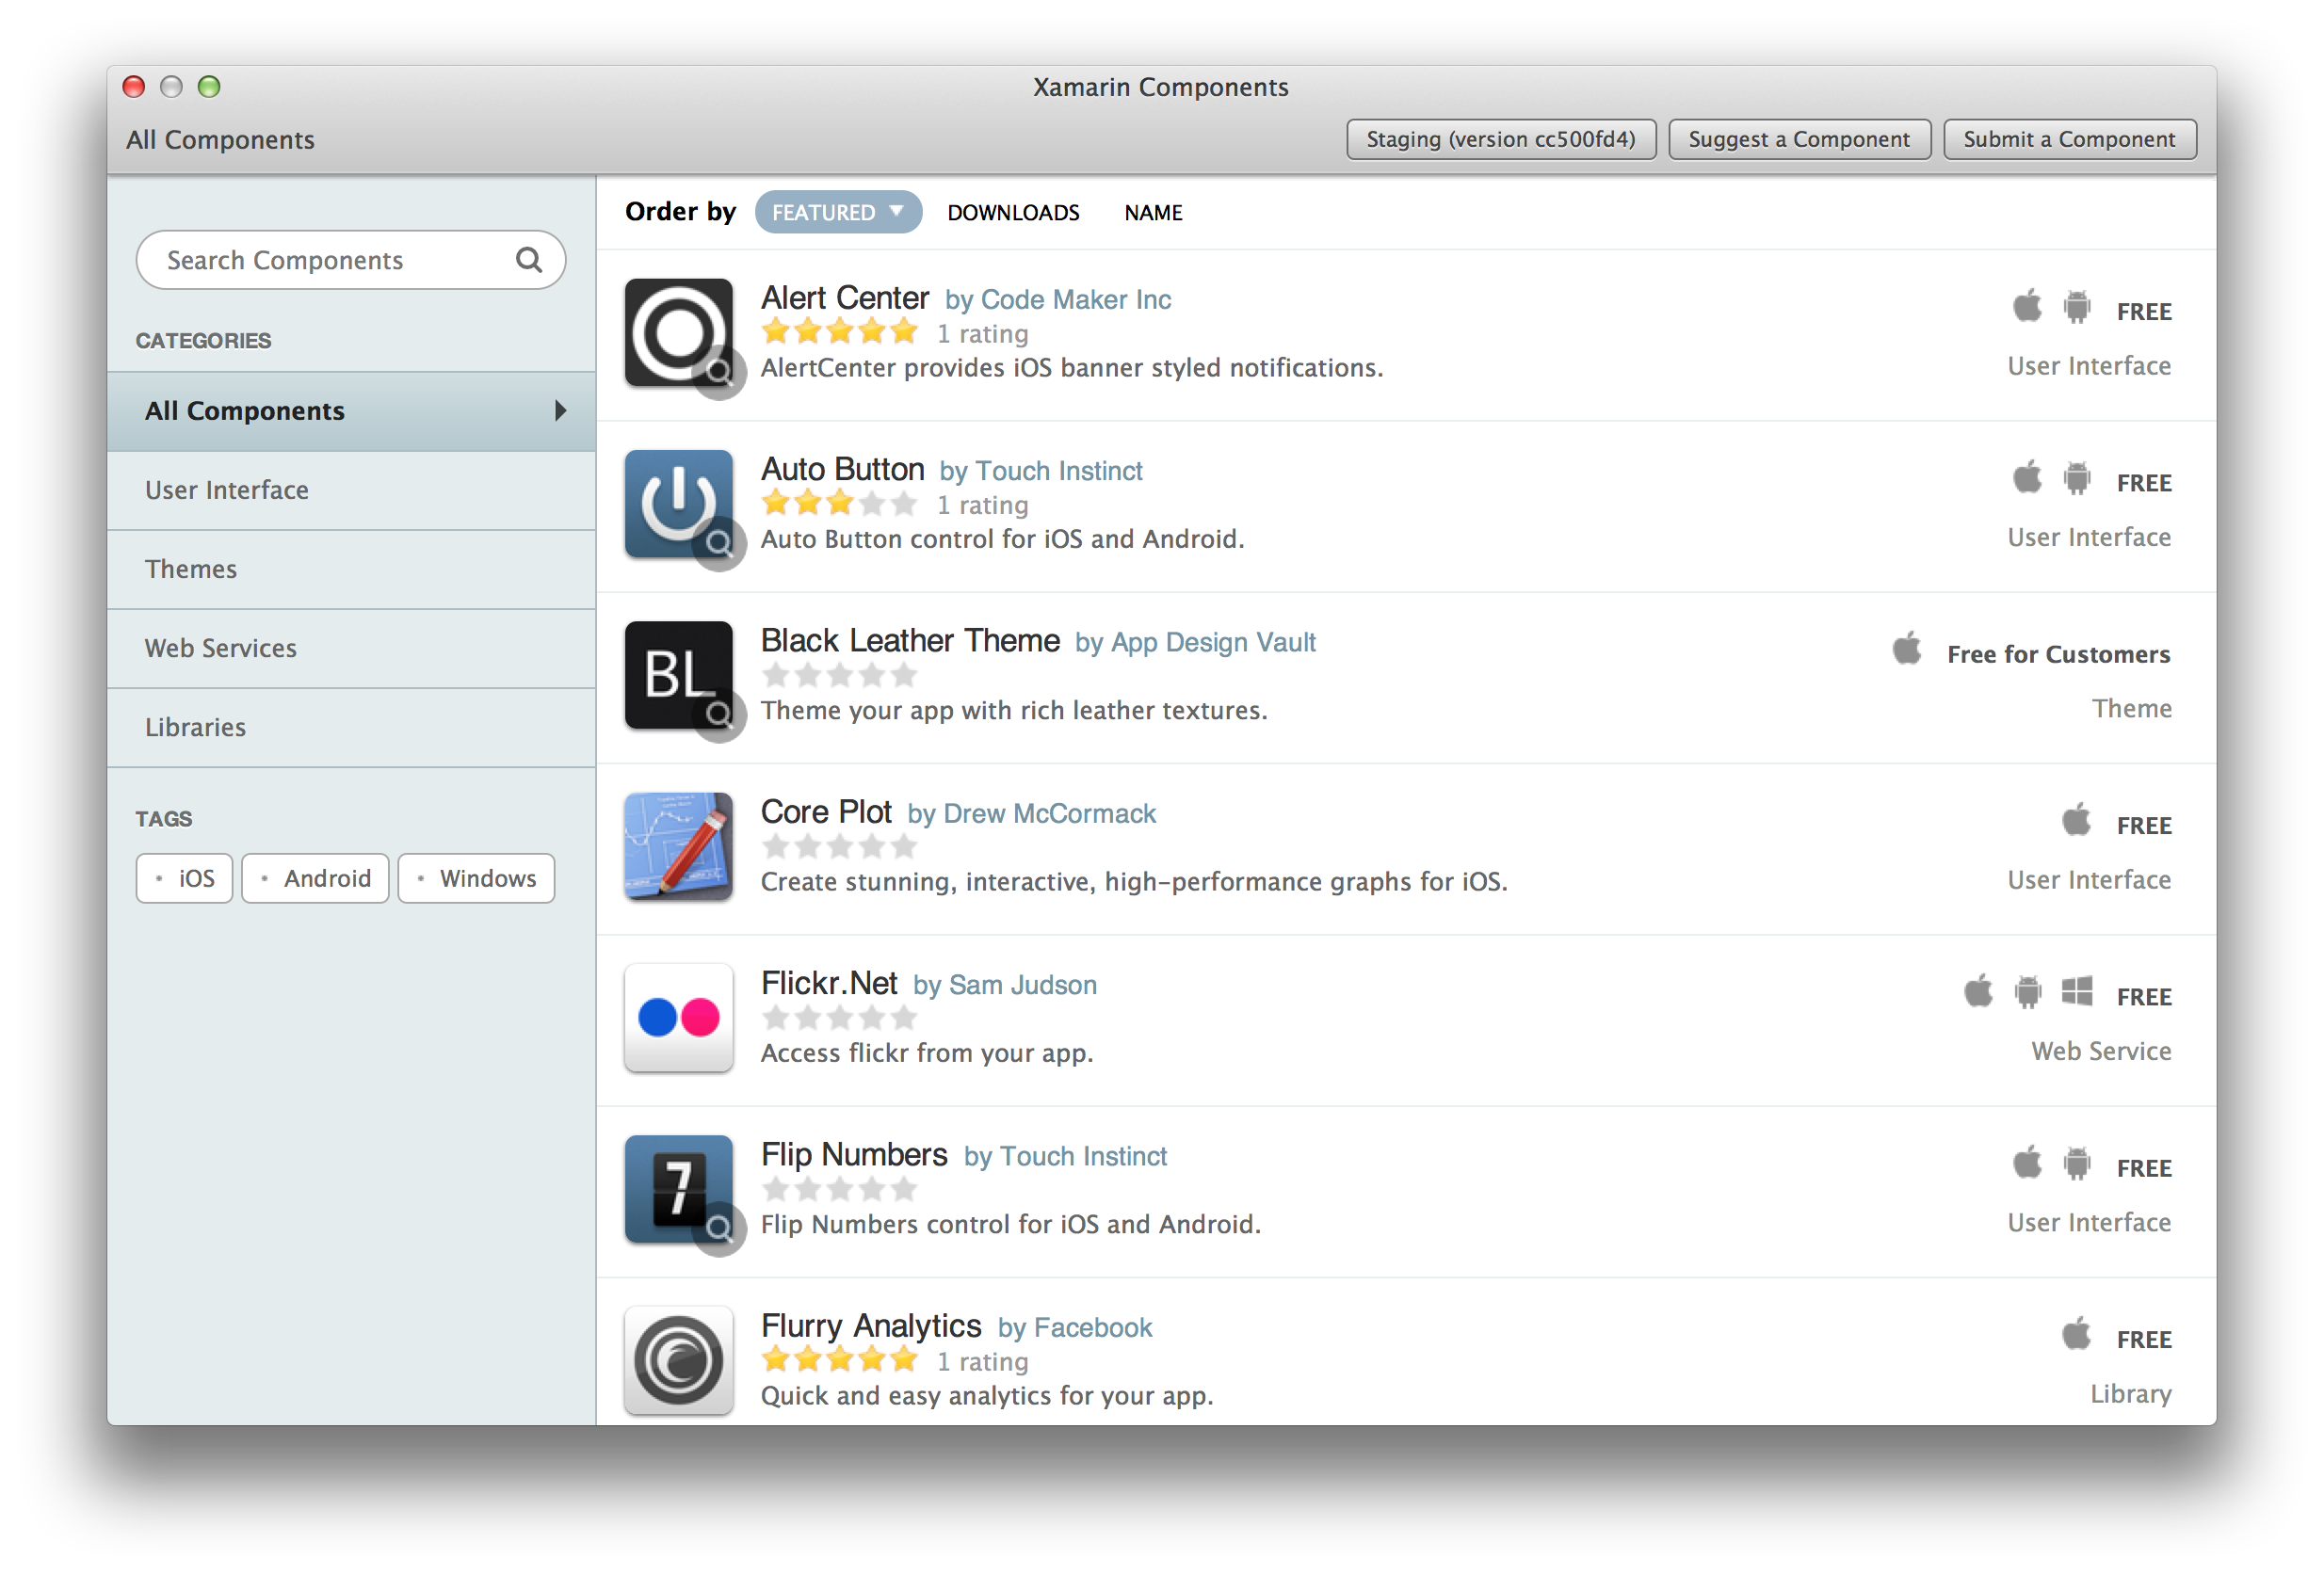 Xamarin Components
All Components
Staging (version cc500fd4)
Suggest a Component
Submit a Component
Search Components
CATEGORIES
All Components
User Interface
Themes
Web Services
Libraries
TAGS
iOS
Android
Windows
Order by FEATURED DOWNLOADS NAME
Alert Center by Code Maker Inc
1 rating
AlertCenter provides iOS banner styled notifications.
FREE
User Interface
Auto Button by Touch Instinct
1 rating
Auto Button control for iOS and Android.
FREE
User Interface
BL
Black Leather Theme by App Design Vault
Theme your app with rich leather textures.
Free for Customers
Theme
Core Plot by Drew McCormack
Create stunning, interactive, high-performance graphs for iOS.
FREE
User Interface
Flickr.Net by Sam Judson
Access flickr from your app.
FREE
Web Service
7
Flip Numbers by Touch Instinct
Flip Numbers control for iOS and Android.
FREE
User Interface
Flurry Analytics by Facebook
1 rating
Quick and easy analytics for your app.
FREE
Library